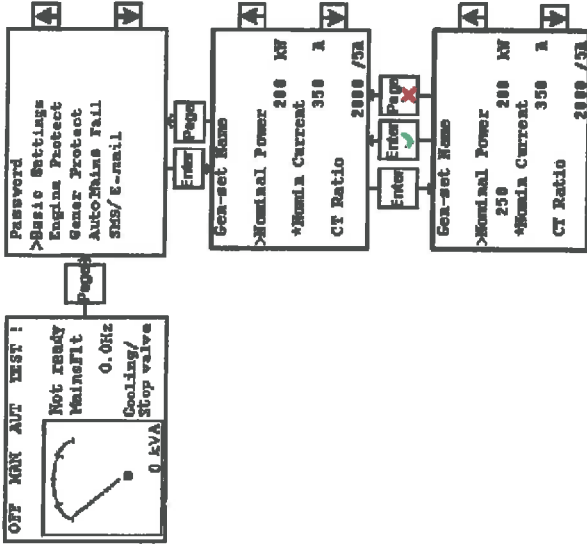 OFF MAN AUT TEST !
Not ready
MainsFlt
0.0Hz
Cooling/
Stop valve
0 kVA
Page
Password
>Basic Settings
Engine Protect
Gener Protect
AutoMains Fail
SMS/ E-mail
Enter
Page
Gen-set Name
>Nominal Power
200 kW
*Nomin Current
350 A
CT Ratio
2000 /5A
Enter
Enter
Page
Gen-set Name
>Nominal Power
250 200 kW
*Nomin Current
350 A
CT Ratio
2000 /5A